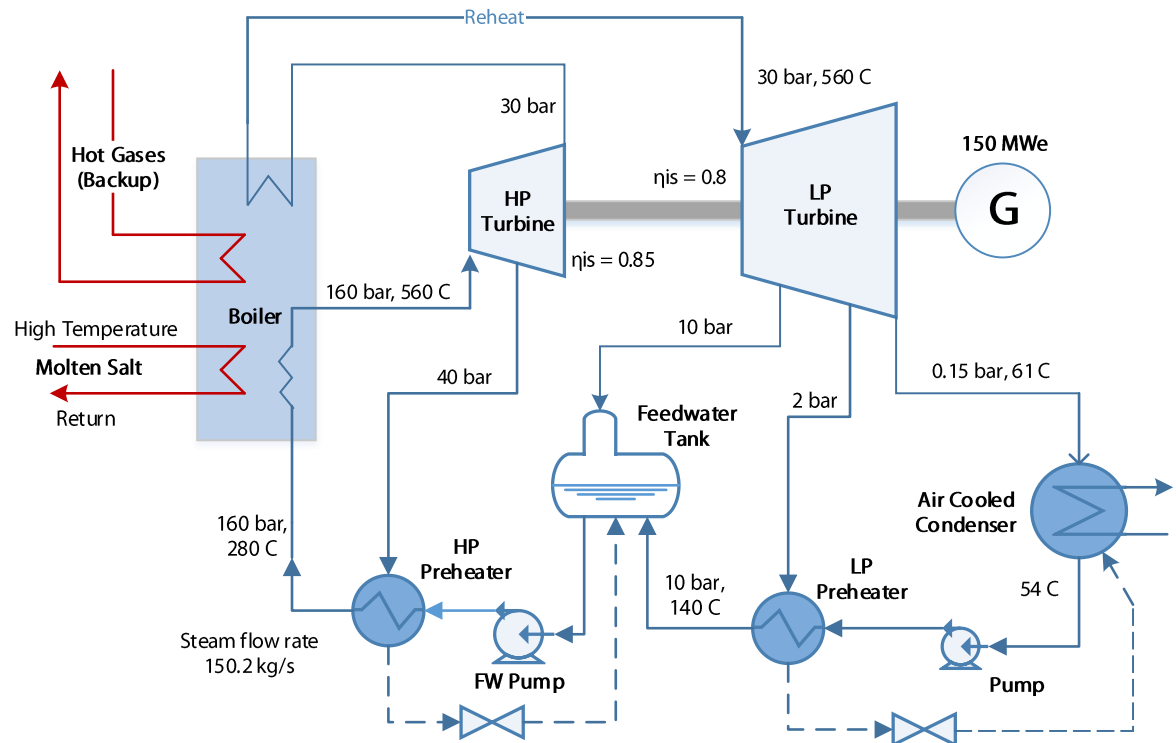 Reheat
30 bar, 560 C
30 bar
150 MWe
Hot Gases
(Backup)
ηis = 0.8
HP
Turbine
LP
Turbine
G
ηis = 0.85
160 bar, 560 C
Boiler
High Temperature
Molten Salt
Return
10 bar
40 bar
0.15 bar, 61 C
2 bar
Feedwater
Tank
Air Cooled
Condenser
160 bar,
280 C
HP
Preheater
LP
Preheater
10 bar,
140 C
54 C
Steam flow rate
150.2 kg/s
FW Pump
Pump